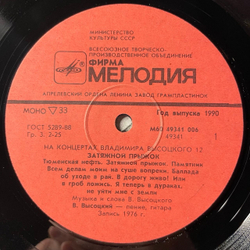 МИНИСТЕРСТВО
КУЛЬТУРЫ СССР
ВСЕСОЮЗНОЕ ТВОРЧЕСКО-
ПРОИЗВОДСТВЕННОЕ ОБЪЕДИНЕНИЕ
ФИРМА
МЕЛОДИЯ
АПРЕЛЕВСКИЙ ОРДЕНА ЛЕНИНА ЗАВОД ГРАМПЛАСТИНОК
МОНО 33
Год выпуска 1990
ГОСТ 5289-88
М60 49341 006
Гр. 3. 2-25
49341
1
НА КОНЦЕРТАХ ВЛАДИМИРА ВЫСОЦКОГО 12
ЗАТЯЖНОЙ ПРЫЖОК
Тюменская нефть. Затяжной прыжок. Памятник
Всем делам моим на суше вопреки. Баллада
об уходе в рай. В дорогу живо! Или
в гроб ложись. Я теперь в дураках,
не уйти мне с земли
Музыка и слова В. Высоцкого
В. Высоцкий — пение, гитара
Запись 1976 г.